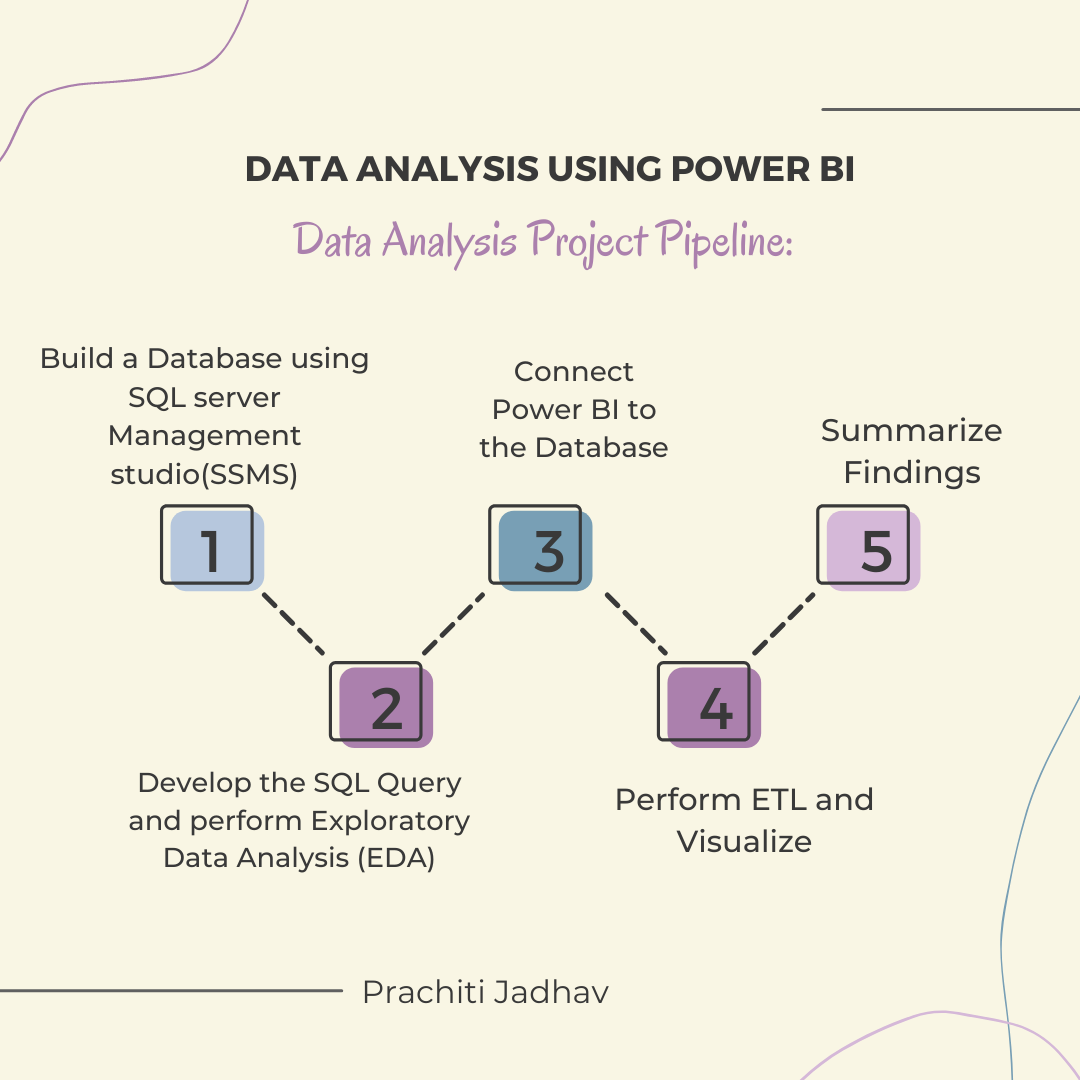 DATA ANALYSIS USING POWER BI
Data Analysis Project Pipeline:
Build a Database using
SQL server
Management
studio(SSMS)
1
Develop the SQL Query
and perform Exploratory
Data Analysis (EDA)
2
Connect
Power BI to
the Database
3
Perform ETL and
Visualize
4
Summarize
Findings
5
Prachiti Jadhav